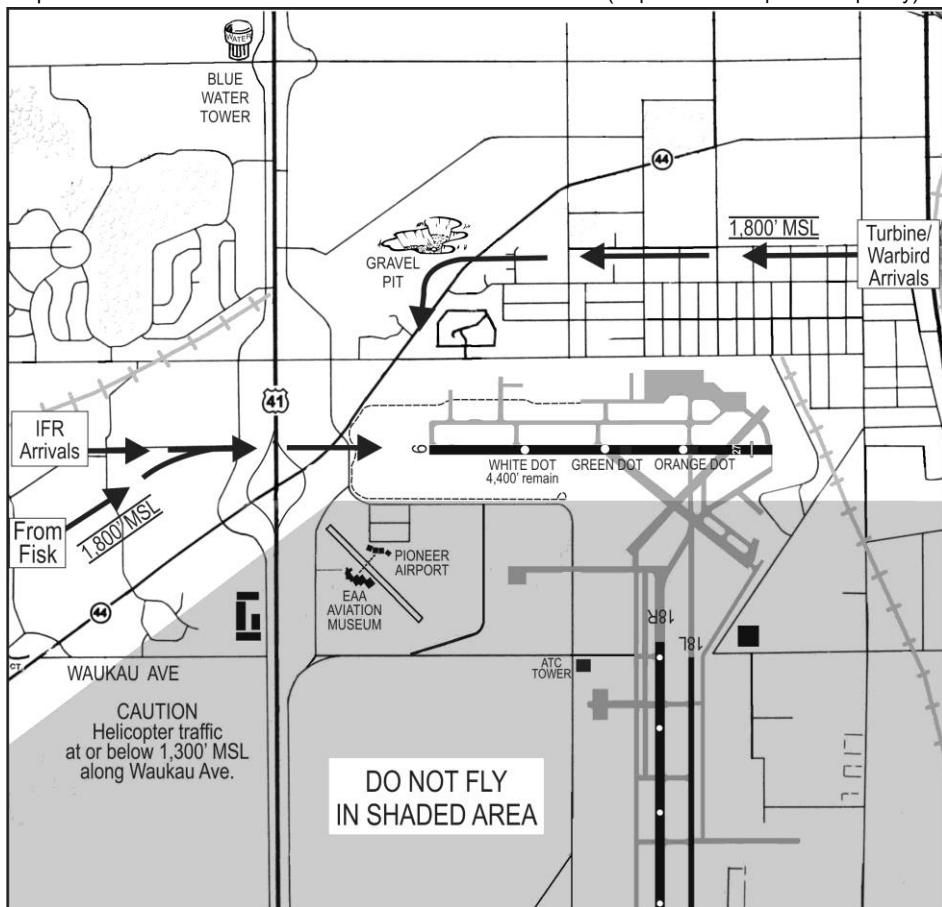 WATER
BLUE
WATER
TOWER
44
1,800' MSL
Turbine/
Warbird
Arrivals
GRAVEL
PIT
41
IFR
Arrivals
9
27
WHITE DOT
4,400' remain
GREEN DOT
ORANGE DOT
From
Fisk
1,800' MSL
PIONEER
AIRPORT
EAA
AVIATION
MUSEUM
44
18R
18L
CT.
WAUKAU AVE
ATC
TOWER
CAUTION
Helicopter traffic
at or below 1,300' MSL
along Waukau Ave.
DO NOT FLY
IN SHADED AREA